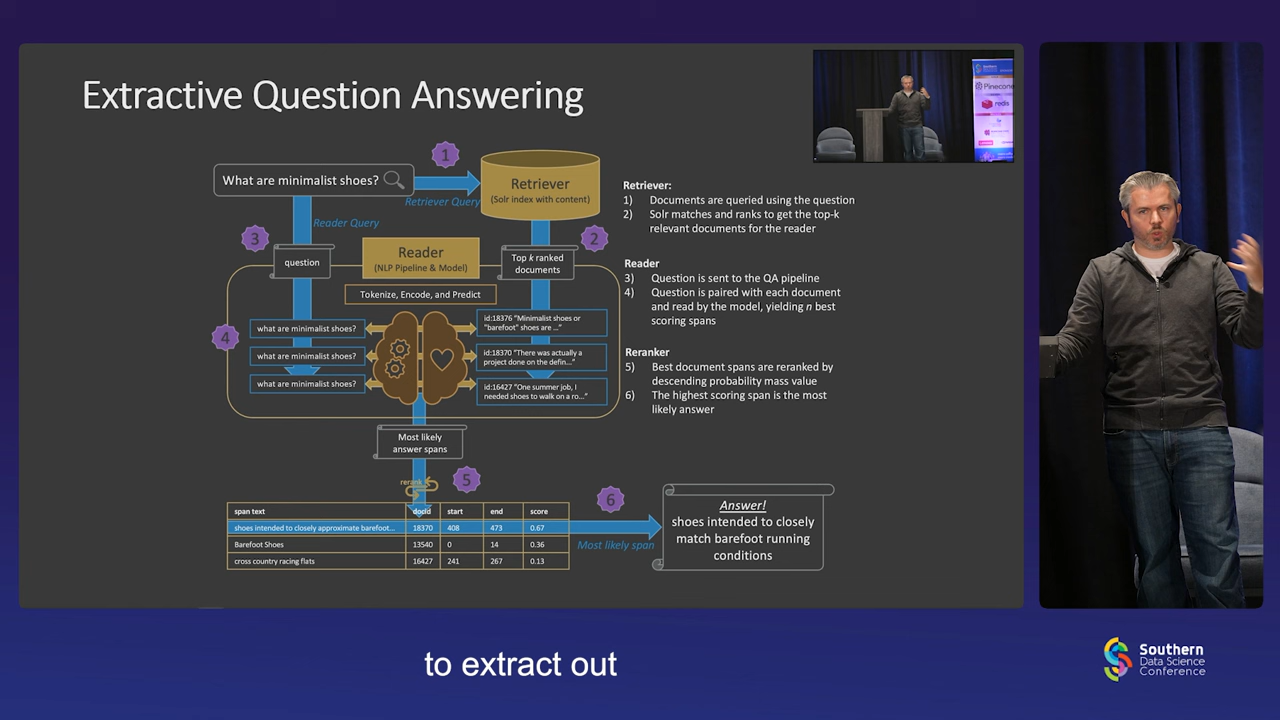 Extractive Question Answering
Pinecone
redis
1
What are minimalist shoes?
Retriever
(Solr index with content)
Retriever Query
Reader Query
3
question
Reader
(NLP Pipeline & Model)
2
Top k ranked
documents
Tokenize, Encode, and Predict
4
what are minimalist shoes?
what are minimalist shoes?
what are minimalist shoes?
id:18376 "Minimalist shoes or
"barefoot" shoes are ..."
id:18370 "There was actually a
project done on the defin..."
id:16427 "One summer job, I
needed shoes to walk on a ro..."
Most likely
answer spans
rerank
5
span text docid start end score
shoes intended to closely approximate barefoot... 18370 408 473 0.67
Barefoot Shoes 13540 0 14 0.36
cross country racing flats 16427 241 267 0.13
6
Most likely span
Answer!
shoes intended to closely
match barefoot running
conditions
Retriever:
1) Documents are queried using the question
2) Solr matches and ranks to get the top-k
relevant documents for the reader
Reader
3) Question is sent to the QA pipeline
4) Question is paired with each document
and read by the model, yielding n best
scoring spans
Reranker
5) Best document spans are reranked by
descending probability mass value
6) The highest scoring span is the most
likely answer
to extract out
Southern
Data Science
Conference